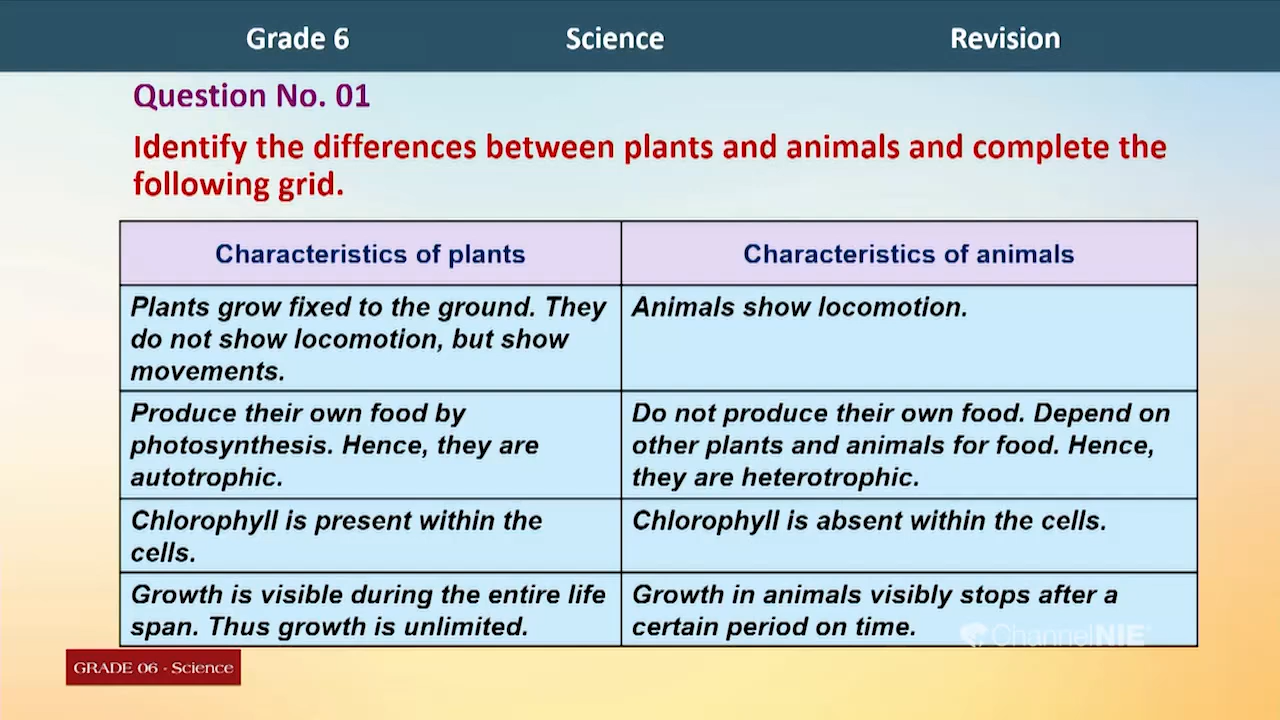 Grade 6 Science Revision
Question No. 01
Identify the differences between plants and animals and complete the
following grid.
Characteristics of plants
Characteristics of animals
Plants grow fixed to the ground. They
do not show locomotion, but show
movements.
Animals show locomotion.
Produce their own food by
photosynthesis. Hence, they are
autotrophic.
Do not produce their own food. Depend on
other plants and animals for food. Hence,
they are heterotrophic.
Chlorophyll is present within the
cells.
Chlorophyll is absent within the cells.
Growth is visible during the entire life
span. Thus growth is unlimited.
Growth in animals visibly stops after a
certain period on time.
ChannelNIE
GRADE 06 - Science